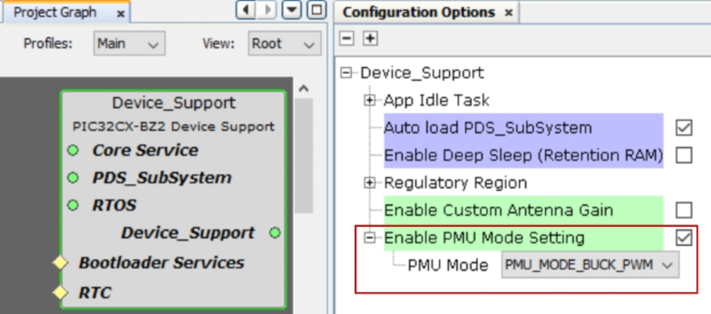 Project Graph
Profiles: Main View: Root
Device_Support
PIC32CX-BZ2 Device Support
Core Service
PDS_SubSystem
RTOS
Device_Support
Bootloader Services
RTC
Configuration Options
Device_Support
App Idle Task
Auto load PDS_SubSystem
Enable Deep Sleep (Retention RAM)
Regulatory Region
Enable Custom Antenna Gain
Enable PMU Mode Setting
PMU Mode PMU_MODE_BUCK_PWM